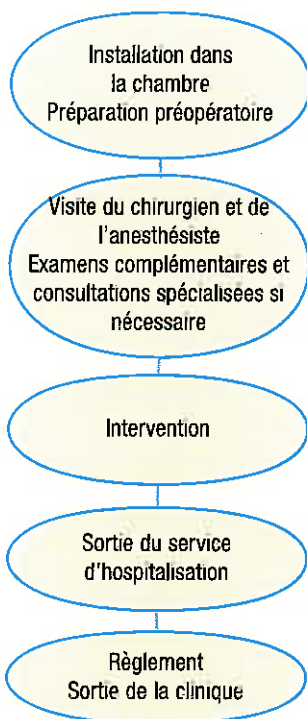 Installation dans
la chambre
Préparation préopératoire
Visite du chirurgien et de
l'anesthésiste
Examens complémentaires et
consultations spécialisées si
nécessaire
Intervention
Sortie du service
d'hospitalisation
Règlement
Sortie de la clinique